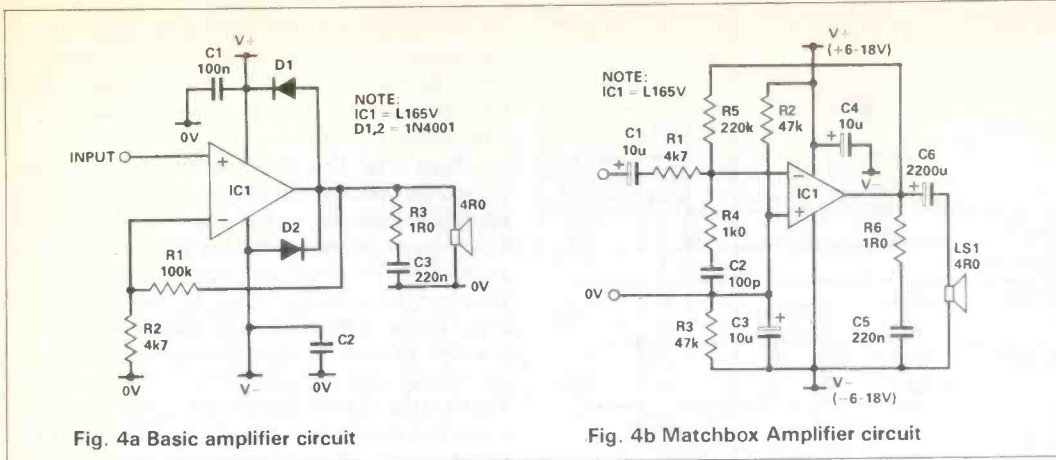 V+
C1
100n
D1
0V
NOTE:
IC1 = L165V
D1,2 = 1N4001
INPUT
+
IC1
−
D2
R3
1R0
4R0
R1
100k
C3
220n
0V
R2
4k7
C2
0V
V−
0V
Fig. 4a Basic amplifier circuit
V+
(+6-18V)
NOTE:
IC1 = L165V
R5
220k
R2
47k
C4
10u
+
C1
10u
+
R1
4k7
V−
C6
2200u
+
−
IC1
+
R4
1k0
R6
1R0
C2
100p
LS1
4R0
0V
R3
47k
C3
10u
+
C5
220n
V−
(−6-18V)
Fig. 4b Matchbox Amplifier circuit